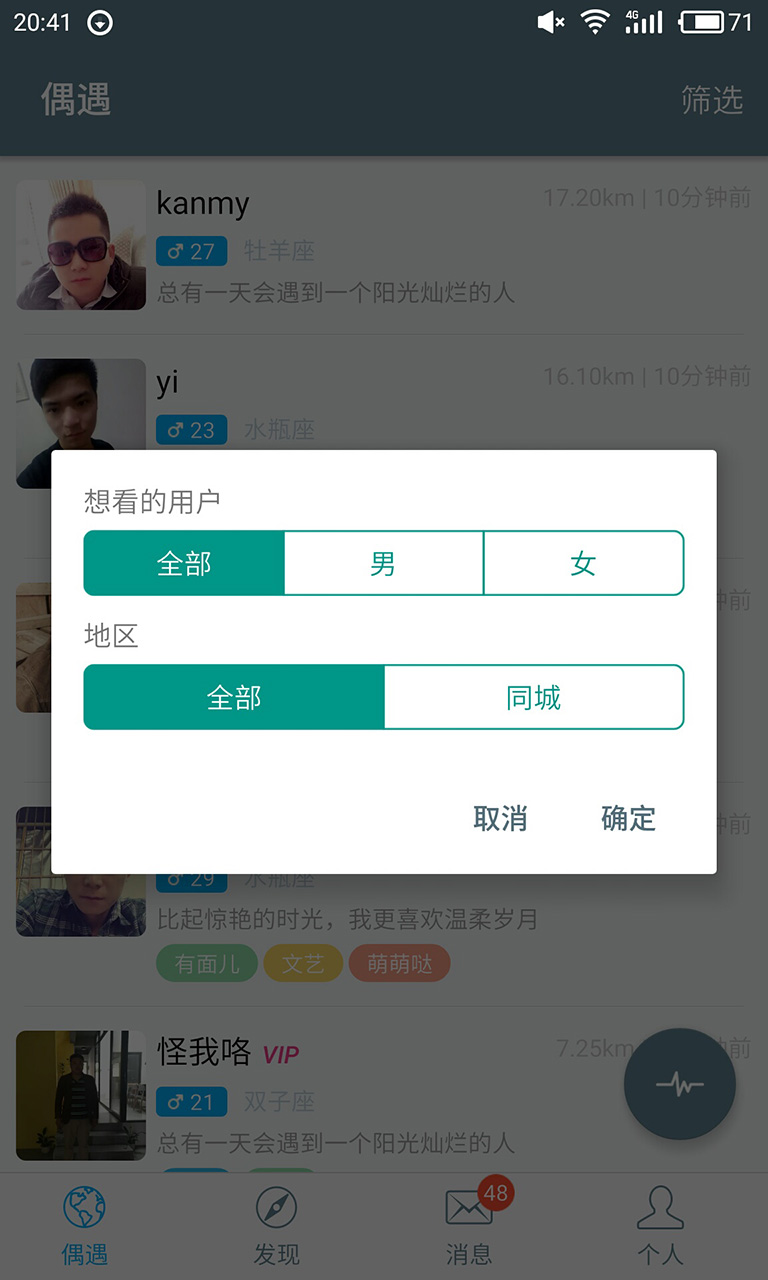 20:41 4G 71
偶遇 筛选
kanmy 17.20km | 10分钟前
♂ 27 牡羊座
总有一天会遇到一个阳光灿烂的人
yi 16.10km | 10分钟前
♂ 23 水瓶座
想看的用户
全部 男 女
钟前
地区
全部 同城
取消 确定
钟前
♂ 29 水瓶座
比起惊艳的时光，我更喜欢温柔岁月
有面儿 文艺 萌萌哒
怪我咯 VIP 7.25km 前
♂ 21 双子座
总有一天会遇到一个阳光灿烂的人
48
偶遇 发现 消息 个人